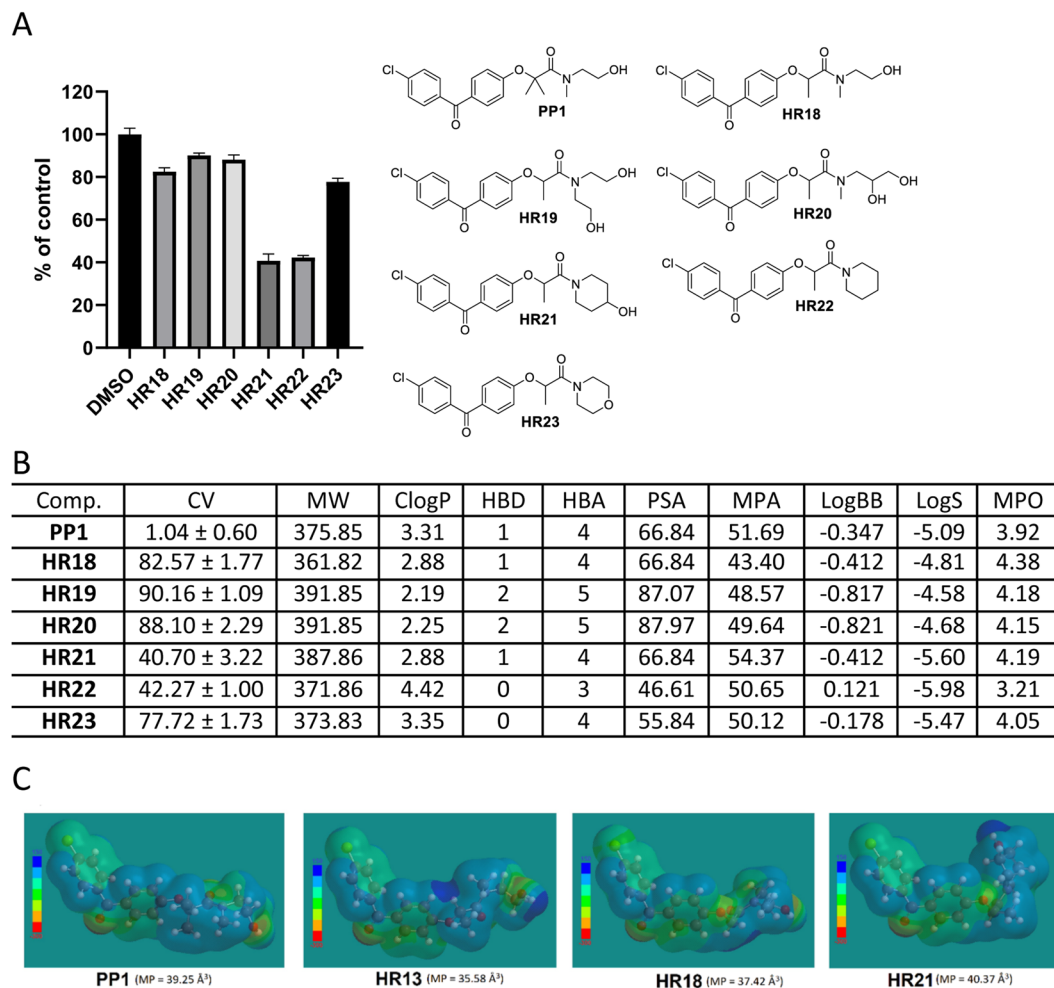 A
% of control
120
100
80
60
40
20
0
DMSO
HR18
HR19
HR20
HR21
HR22
HR23
Cl
O
O
O
N
OH
PP1
Cl
O
O
O
N
OH
HR18
Cl
O
O
O
N
OH
OH
HR19
Cl
O
O
O
N
OH
OH
HR20
Cl
O
O
O
N
OH
HR21
Cl
O
O
O
N
HR22
Cl
O
O
O
N
O
HR23
B
Comp. CV MW ClogP HBD HBA PSA MPA LogBB LogS MPO
PP1 1.04 ± 0.60 375.85 3.31 1 4 66.84 51.69 -0.347 -5.09 3.92
HR18 82.57 ± 1.77 361.82 2.88 1 4 66.84 43.40 -0.412 -4.81 4.38
HR19 90.16 ± 1.09 391.85 2.19 2 5 87.07 48.57 -0.817 -4.58 4.18
HR20 88.10 ± 2.29 391.85 2.25 2 5 87.97 49.64 -0.821 -4.68 4.15
HR21 40.70 ± 3.22 387.86 2.88 1 4 66.84 54.37 -0.412 -5.60 4.19
HR22 42.27 ± 1.00 371.86 4.42 0 3 46.61 50.65 0.121 -5.98 3.21
HR23 77.72 ± 1.73 373.83 3.35 0 4 55.84 50.12 -0.178 -5.47 4.05
C
PP1 (MP = 39.25 Å³)
HR13 (MP = 35.58 Å³)
HR18 (MP = 37.42 Å³)
HR21 (MP = 40.37 Å³)